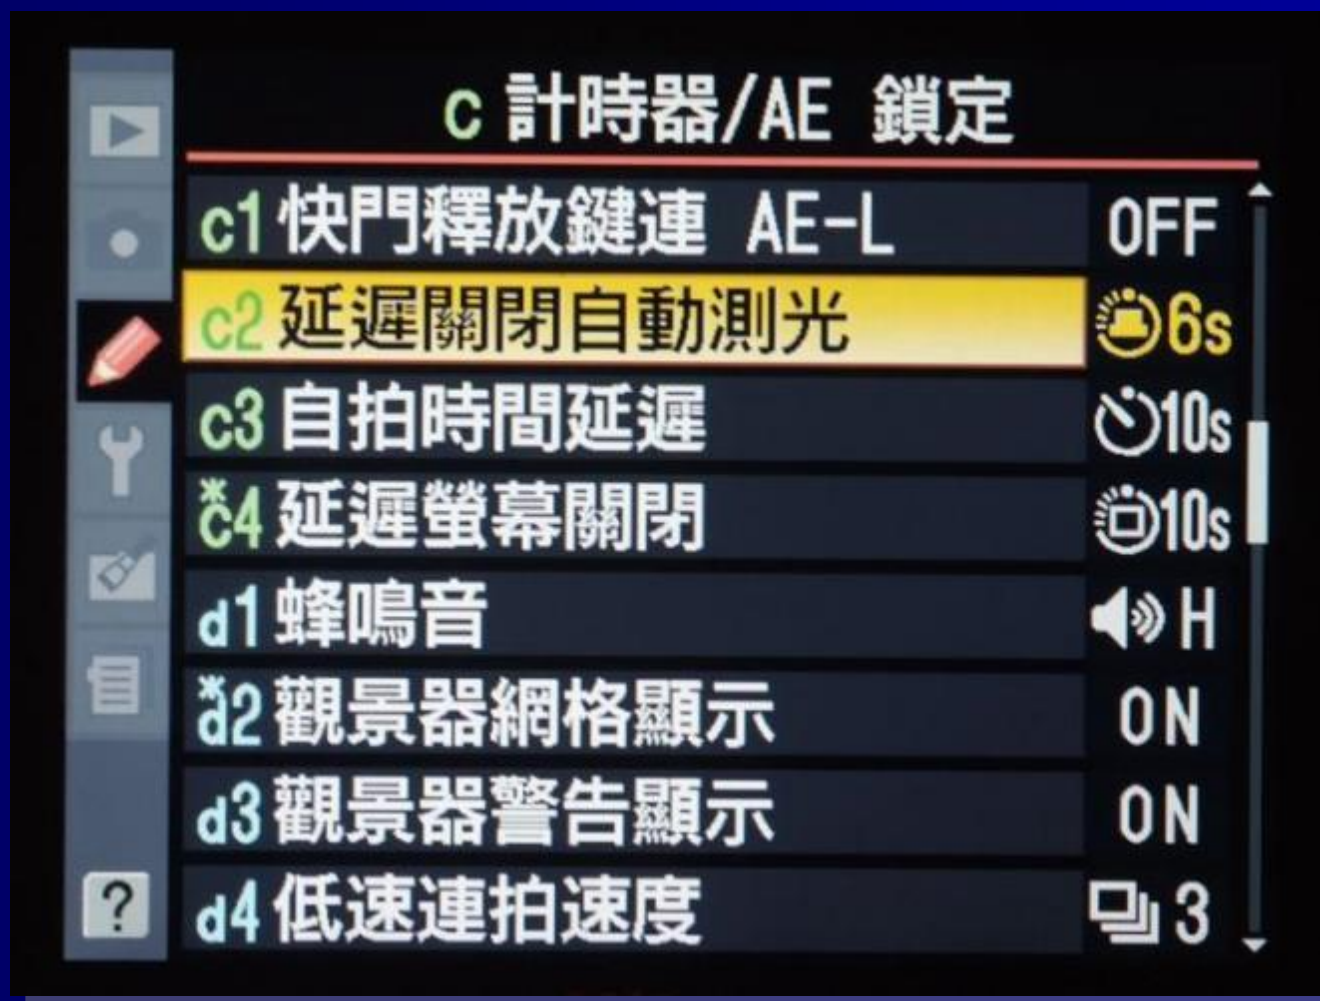 c 計時器/AE 鎖定
c1 快門釋放鍵連 AE-L OFF
c2 延遲關閉自動測光 6s
c3 自拍時間延遲 10s
*c4 延遲螢幕關閉 10s
d1 蜂鳴音 H
*d2 觀景器網格顯示 ON
d3 觀景器警告顯示 ON
?
d4 低速連拍速度 3